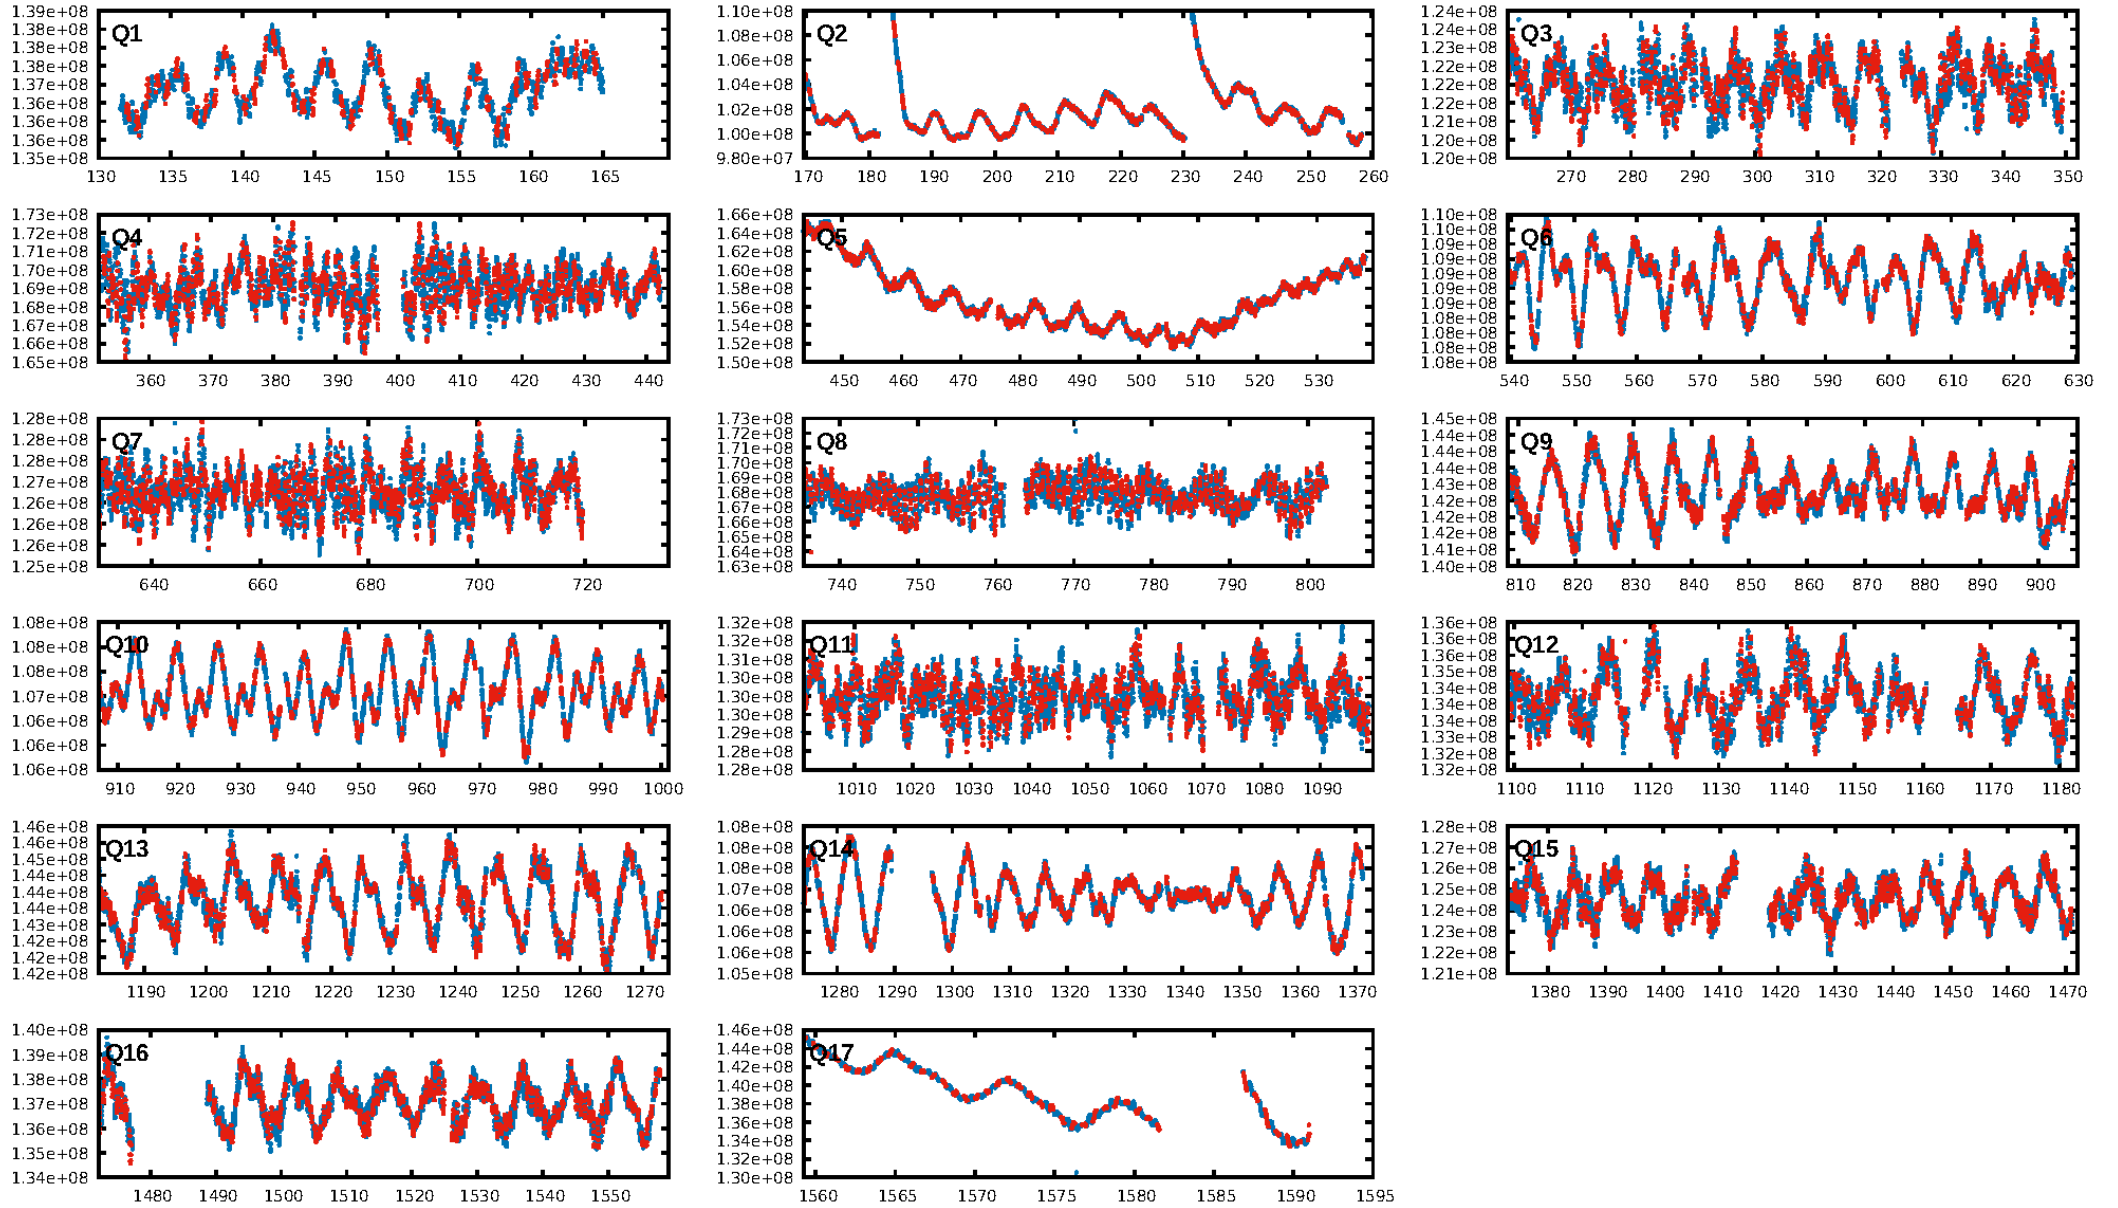 Q1
1.39e+08
1.38e+08
1.38e+08
1.37e+08
1.37e+08
1.36e+08
1.36e+08
1.36e+08
1.35e+08
130 135 140 145 150 155 160 165
Q2
1.10e+08
1.08e+08
1.06e+08
1.04e+08
1.02e+08
1.00e+08
9.80e+07
170 180 190 200 210 220 230 240 250 260
Q3
1.24e+08
1.24e+08
1.23e+08
1.22e+08
1.22e+08
1.22e+08
1.21e+08
1.20e+08
1.20e+08
270 280 290 300 310 320 330 340 350
Q4
1.73e+08
1.72e+08
1.71e+08
1.70e+08
1.69e+08
1.68e+08
1.67e+08
1.66e+08
1.65e+08
360 370 380 390 400 410 420 430 440
Q5
1.66e+08
1.64e+08
1.62e+08
1.60e+08
1.58e+08
1.56e+08
1.54e+08
1.52e+08
1.50e+08
450 460 470 480 490 500 510 520 530
Q6
1.10e+08
1.10e+08
1.09e+08
1.09e+08
1.09e+08
1.09e+08
1.09e+08
1.08e+08
1.08e+08
1.08e+08
1.08e+08
540 550 560 570 580 590 600 610 620 630
Q7
1.28e+08
1.28e+08
1.28e+08
1.27e+08
1.26e+08
1.26e+08
1.26e+08
1.25e+08
640 660 680 700 720
Q8
1.73e+08
1.72e+08
1.71e+08
1.70e+08
1.69e+08
1.68e+08
1.67e+08
1.66e+08
1.65e+08
1.64e+08
1.63e+08
740 750 760 770 780 790 800
Q9
1.45e+08
1.44e+08
1.44e+08
1.43e+08
1.42e+08
1.42e+08
1.42e+08
1.41e+08
1.40e+08
810 820 830 840 850 860 870 880 890 900
Q10
1.08e+08
1.08e+08
1.08e+08
1.07e+08
1.06e+08
1.06e+08
1.06e+08
910 920 930 940 950 960 970 980 990 1000
Q11
1.32e+08
1.32e+08
1.31e+08
1.30e+08
1.30e+08
1.30e+08
1.29e+08
1.28e+08
1.28e+08
1010 1020 1030 1040 1050 1060 1070 1080 1090
Q12
1.36e+08
1.36e+08
1.36e+08
1.35e+08
1.34e+08
1.34e+08
1.34e+08
1.33e+08
1.32e+08
1.32e+08
1100 1110 1120 1130 1140 1150 1160 1170 1180
Q13
1.46e+08
1.45e+08
1.45e+08
1.44e+08
1.44e+08
1.44e+08
1.43e+08
1.42e+08
1.42e+08
1.42e+08
1190 1200 1210 1220 1230 1240 1250 1260 1270
Q14
1.08e+08
1.08e+08
1.08e+08
1.07e+08
1.06e+08
1.06e+08
1.06e+08
1.05e+08
1280 1290 1300 1310 1320 1330 1340 1350 1360 1370
Q15
1.28e+08
1.27e+08
1.26e+08
1.25e+08
1.24e+08
1.23e+08
1.22e+08
1.21e+08
1380 1390 1400 1410 1420 1430 1440 1450 1460 1470
Q16
1.40e+08
1.39e+08
1.38e+08
1.37e+08
1.36e+08
1.35e+08
1.34e+08
1480 1490 1500 1510 1520 1530 1540 1550
Q17
1.46e+08
1.44e+08
1.42e+08
1.40e+08
1.38e+08
1.36e+08
1.34e+08
1.32e+08
1.30e+08
1560 1565 1570 1575 1580 1585 1590 1595